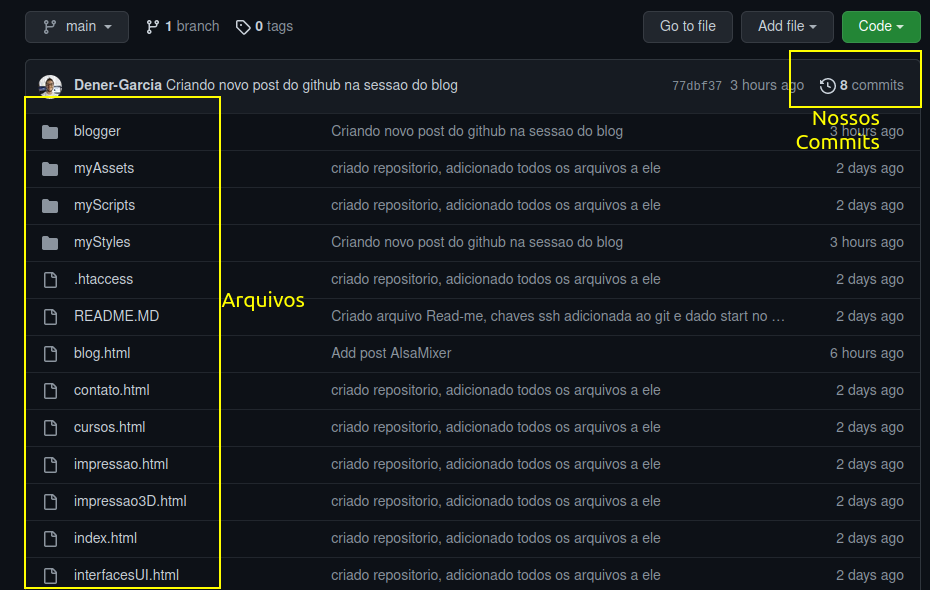 main 1 branch 0 tags Go to file Add file Code
Dener-Garcia Criando novo post do github na sessao do blog 77dbf37 3 hours ago 8 commits
Nossos
Commits
blogger Criando novo post do github na sessao do blog 3 hours ago
myAssets criado repositorio, adicionado todos os arquivos a ele 2 days ago
myScripts criado repositorio, adicionado todos os arquivos a ele 2 days ago
myStyles Criando novo post do github na sessao do blog 3 hours ago
.htaccess criado repositorio, adicionado todos os arquivos a ele 2 days ago
Arquivos
README.MD Criado arquivo Read-me, chaves ssh adicionada ao git e dado start no … 2 days ago
blog.html Add post AlsaMixer 6 hours ago
contato.html criado repositorio, adicionado todos os arquivos a ele 2 days ago
cursos.html criado repositorio, adicionado todos os arquivos a ele 2 days ago
impressao.html criado repositorio, adicionado todos os arquivos a ele 2 days ago
impressao3D.html criado repositorio, adicionado todos os arquivos a ele 2 days ago
index.html criado repositorio, adicionado todos os arquivos a ele 2 days ago
interfacesUI.html criado repositorio, adicionado todos os arquivos a ele 2 days ago